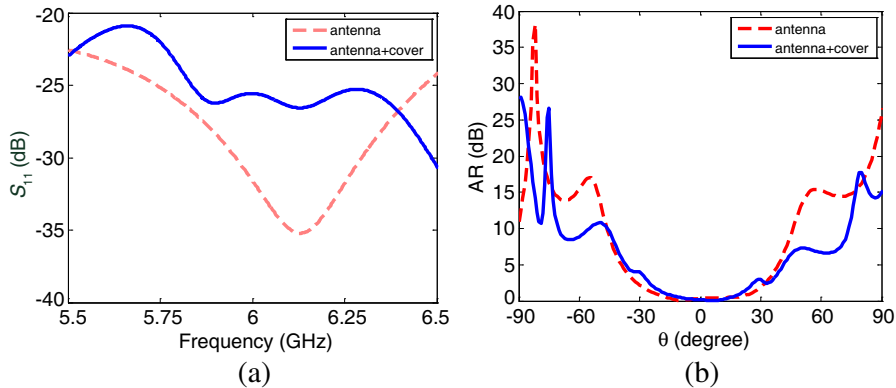 antenna
antenna+cover
-20
-25
-30
-35
-40
S11 (dB)
5.5
5.75
6
6.25
6.5
Frequency (GHz)
(a)
antenna
antenna+cover
40
35
30
25
20
15
10
5
0
AR (dB)
-90
-60
-30
0
30
60
90
θ (degree)
(b)